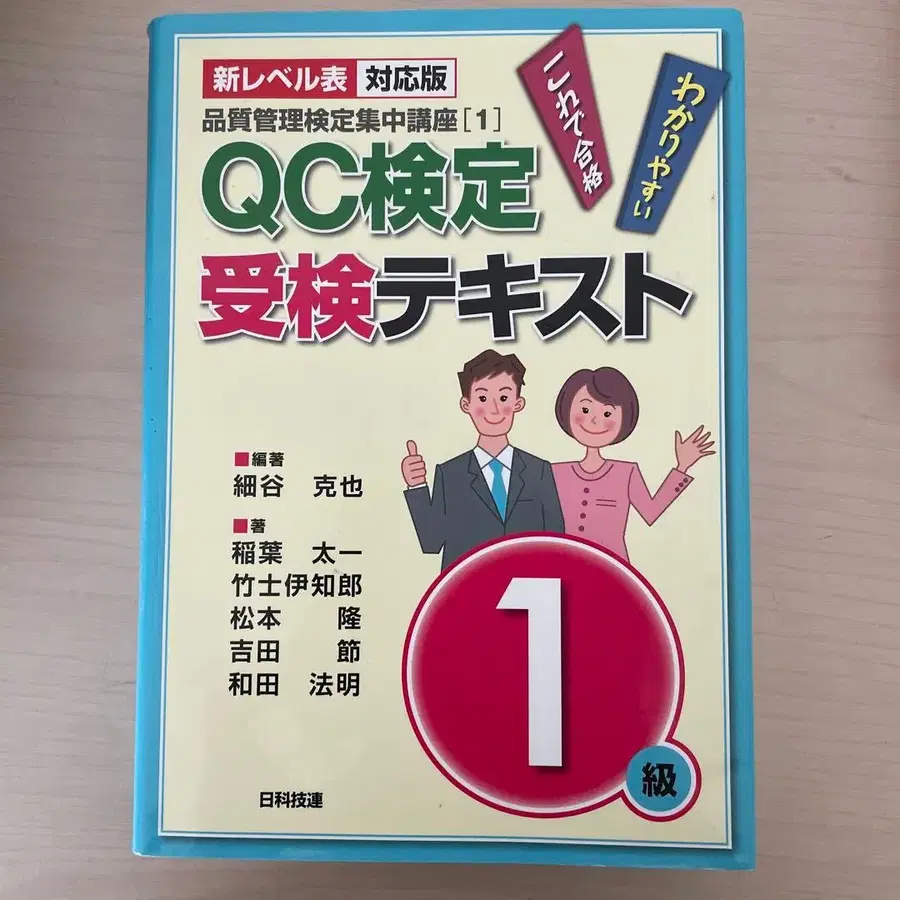 新レベル表 対応版
品質管理検定集中講座[1]
QC検定
受検テキスト
これで合格
わかりやすい
■編著
細谷 克也
■著
稲葉 太一
竹士伊知郎
松本 隆
吉田 節
和田 法明
1
級
日科技連